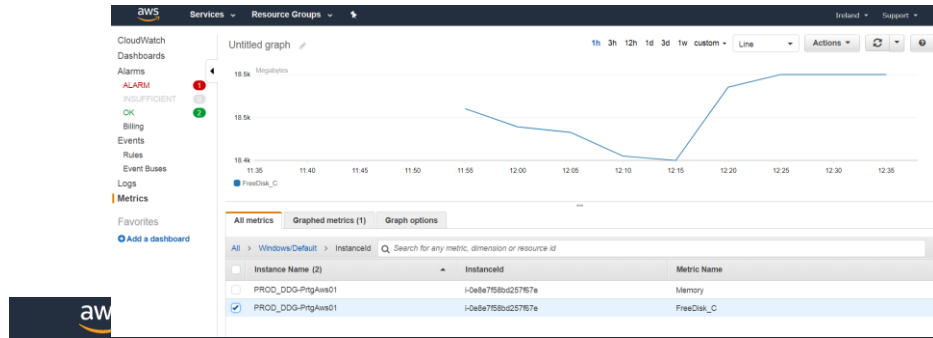 aws Services Resource Groups Ireland Support
CloudWatch
Dashboards
Alarms
ALARM 1
INSUFFICIENT 0
OK 2
Billing
Events
Rules
Event Buses
Logs
Metrics
Favorites
Add a dashboard
Untitled graph 1h 3h 12h 1d 3d 1w custom Line Actions
18.5k Megabytes
18.5k
18.4k
11:35 11:40 11:45 11:50 11:55 12:00 12:05 12:10 12:15 12:20 12:25 12:30 12:35
FreeDisk_C
All metrics Graphed metrics (1) Graph options
All > Windows/Default > InstanceId Search for any metric, dimension or resource id
Instance Name (2) InstanceId Metric Name
PROD_DDG-PrtgAws01 i-0e8e7f58bd257f67e Memory
PROD_DDG-PrtgAws01 i-0e8e7f58bd257f67e FreeDisk_C
aw